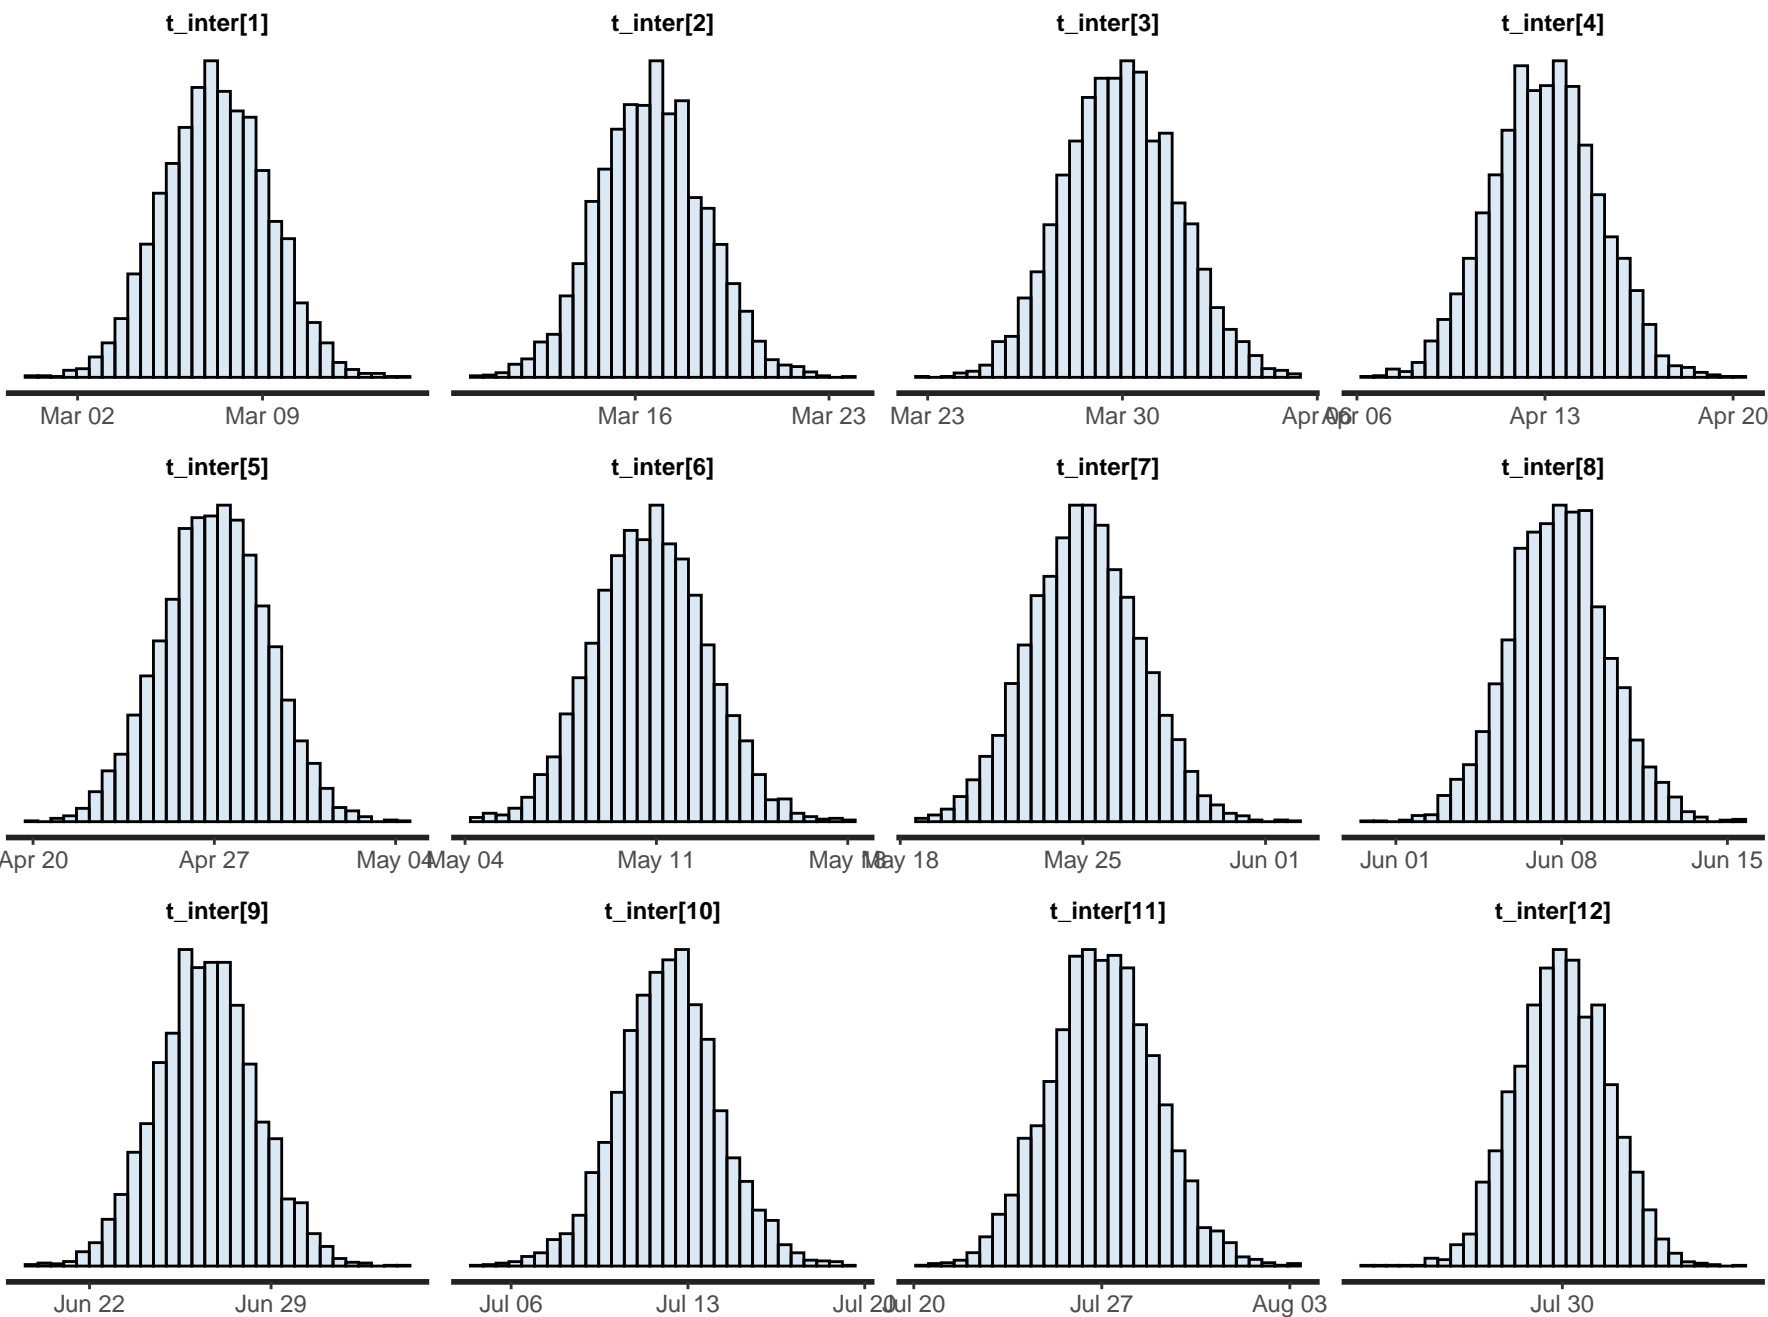 t_inter[1] t_inter[2] t_inter[3] t_inter[4]
Mar 02 Mar 09 Mar 16 Mar 23 Mar 23 Mar 30 Apr 06 Apr 06 Apr 13 Apr 20
t_inter[5] t_inter[6] t_inter[7] t_inter[8]
Apr 20 Apr 27 May 04 May 04 May 11 May 18 May 18 May 25 Jun 01 Jun 01 Jun 08 Jun 15
t_inter[9] t_inter[10] t_inter[11] t_inter[12]
Jun 22 Jun 29 Jul 06 Jul 13 Jul 20 Jul 20 Jul 27 Aug 03 Jul 30